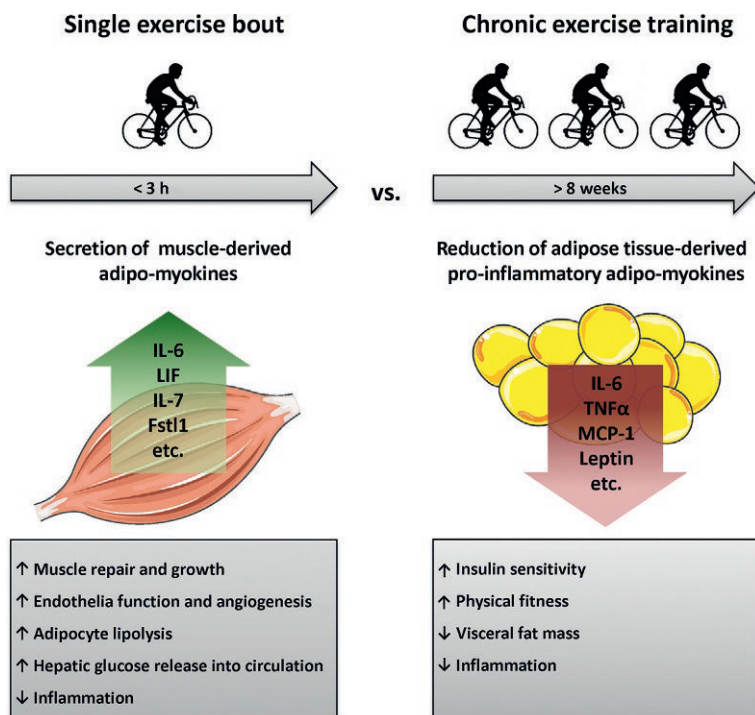 Single exercise bout
Chronic exercise training
< 3 h
vs.
> 8 weeks
Secretion of muscle-derived
adipo-myokines
Reduction of adipose tissue-derived
pro-inflammatory adipo-myokines
IL-6
LIF
IL-7
Fstl1
etc.
IL-6
TNFα
MCP-1
Leptin
etc.
↑ Muscle repair and growth
↑ Endothelia function and angiogenesis
↑ Adipocyte lipolysis
↑ Hepatic glucose release into circulation
↓ Inflammation
↑ Insulin sensitivity
↑ Physical fitness
↓ Visceral fat mass
↓ Inflammation